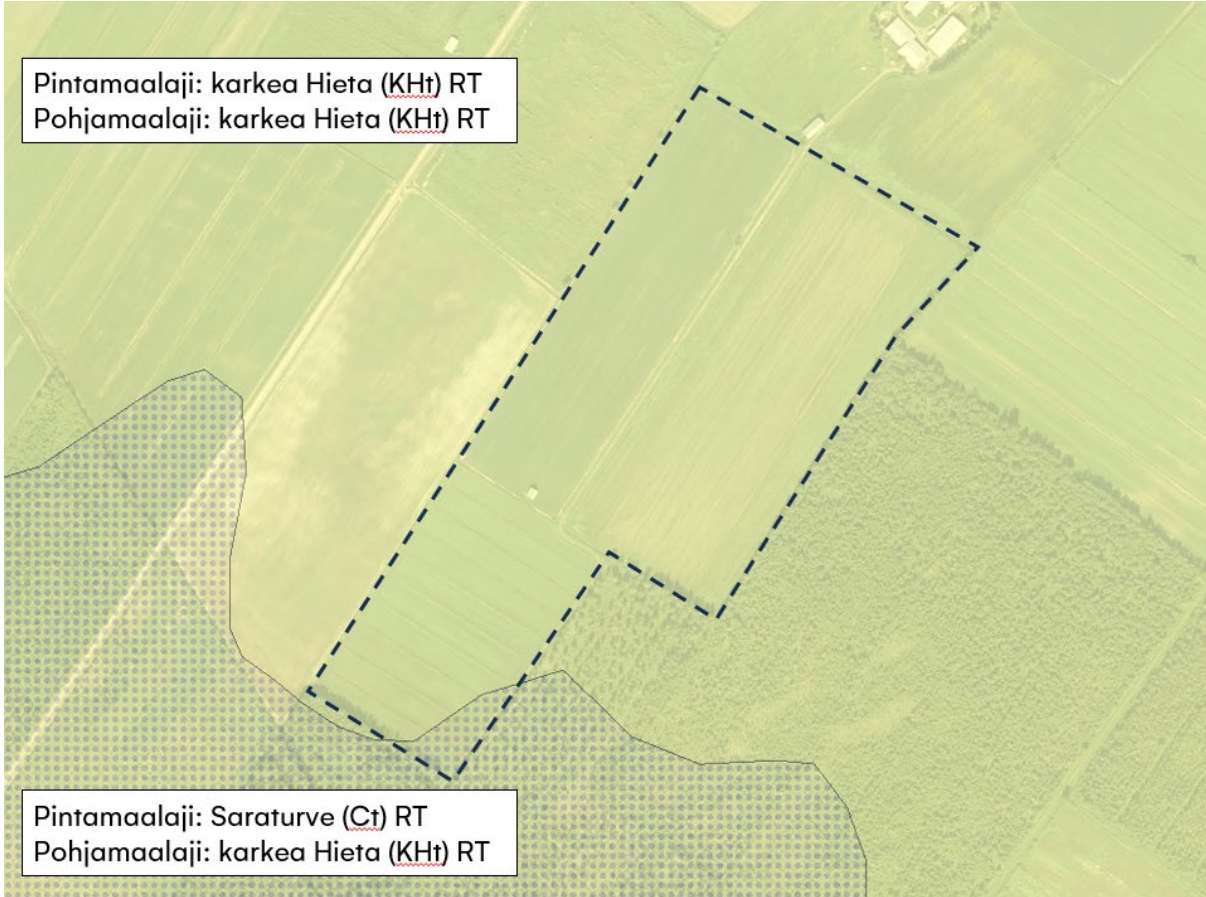 Pintamaalaji: karkea Hieta (KHt) RT
Pohjamaalaji: karkea Hieta (KHt) RT
Pintamaalaji: Saraturve (Ct) RT
Pohjamaalaji: karkea Hieta (KHt) RT